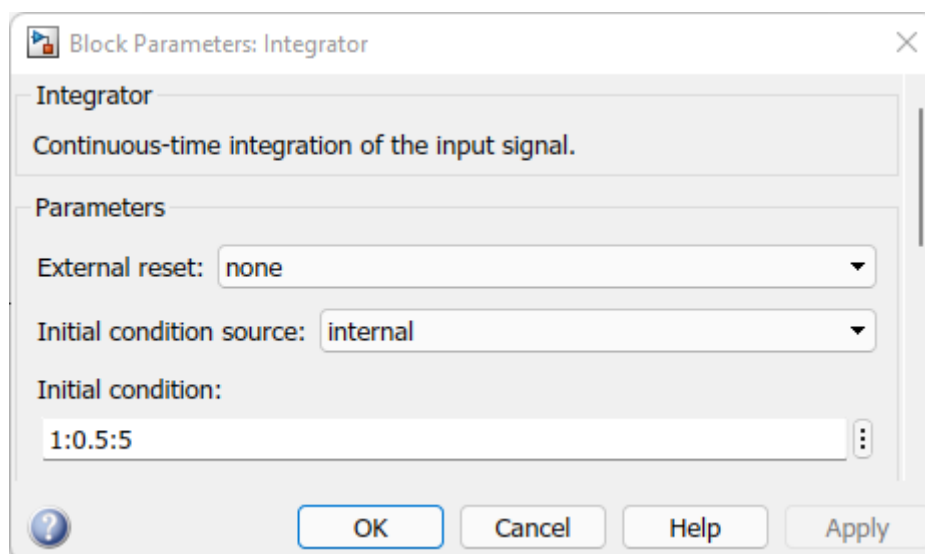 Block Parameters: Integrator
Integrator
Continuous-time integration of the input signal.
Parameters
External reset: none
Initial condition source: internal
Initial condition:
1:0.5:5
OK Cancel Help Apply